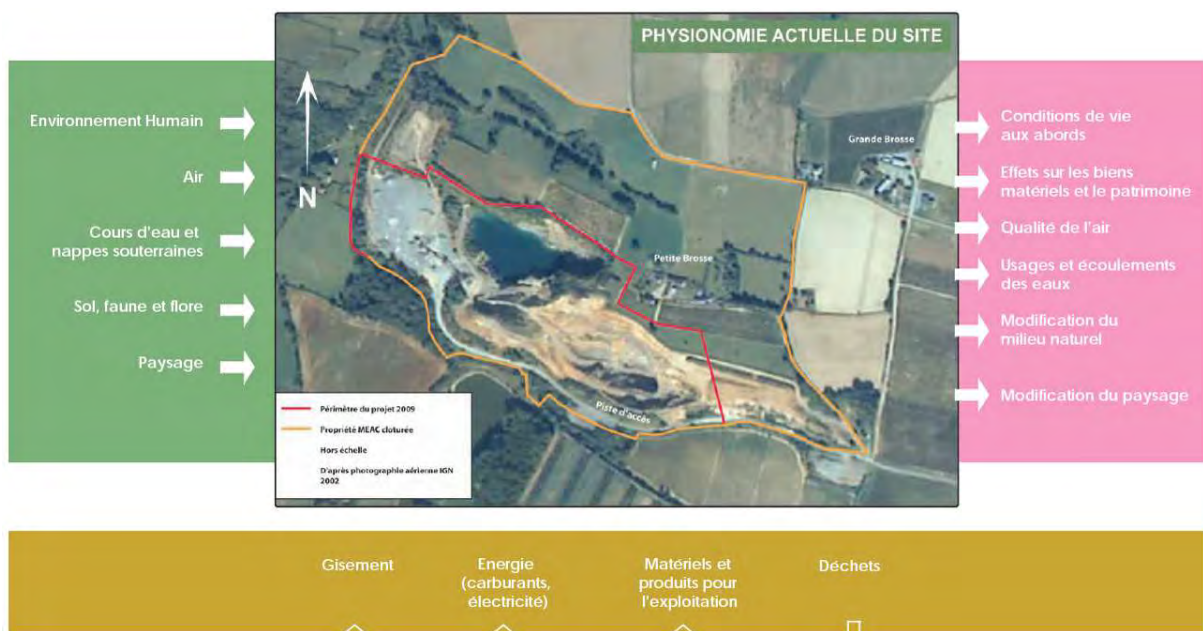 PHYSIONOMIE ACTUELLE DU SITE
Environnement Humain
Air
Cours d'eau et
nappes souterraines
Sol, faune et flore
Paysage
N
Grande Brosse
Petite Brosse
Piste d'accès
Périmètre du projet 2009
Propriété MEAC cloturée
Hors échelle
D'après photographie aérienne IGN
2002
Conditions de vie
aux abords
Effets sur les biens
matériels et le patrimoine
Qualité de l'air
Usages et écoulements
des eaux
Modification du
milieu naturel
Modification du paysage
Gisement
Energie
(carburants,
électricité)
Matériels et
produits pour
l'exploitation
Déchets